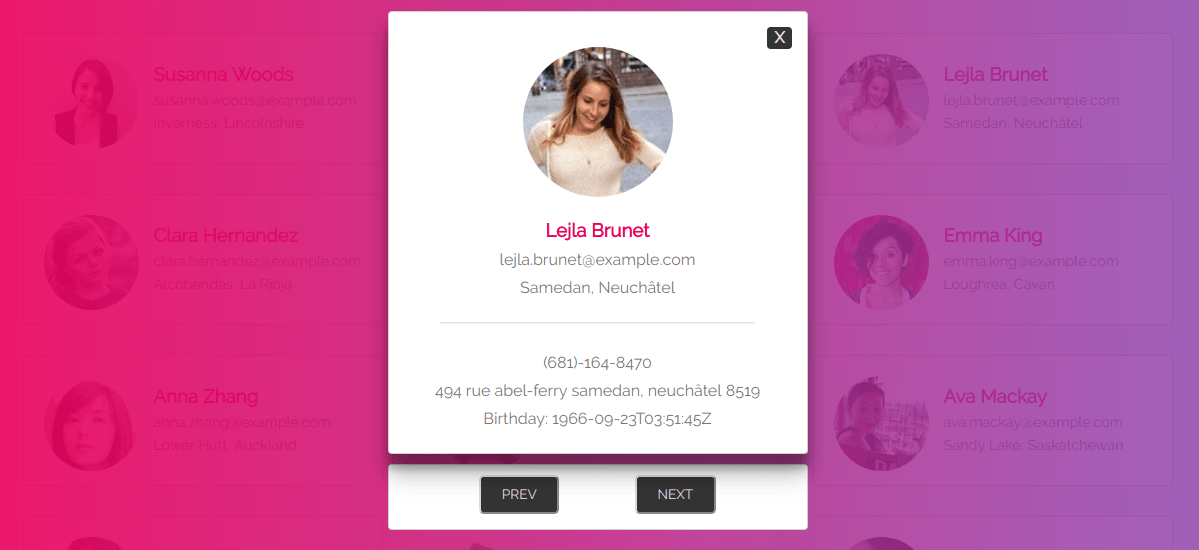 X
Susanna Woods
susanna.woods@example.com
Inverness, Lincolnshire
Lejla Brunet
lejla.brunet@example.com
Samedan, Neuchâtel
Lejla Brunet
lejla.brunet@example.com
Samedan, Neuchâtel
Clara Hernandez
clara.hernandez@example.com
Alcobendas, La Rioja
Emma King
emma.king@example.com
Loughrea, Cavan
(681)-164-8470
494 rue abel-ferry samedan, neuchâtel 8519
Birthday: 1966-09-23T03:51:45Z
Anna Zhang
anna.zhang@example.com
Lower Hutt, Auckland
Ava Mackay
ava.mackay@example.com
Sandy Lake, Saskatchewan
PREV
NEXT